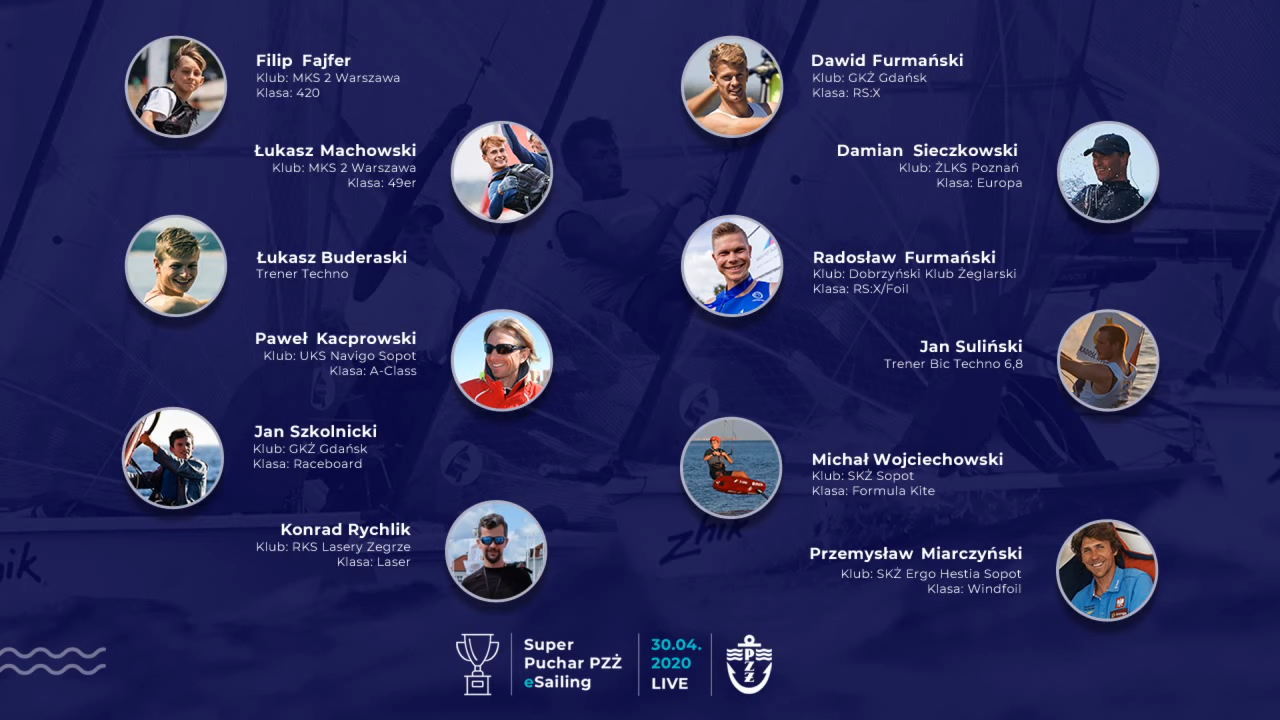 Filip Fajfer
Klub: MKS 2 Warszawa
Klasa: 420
Łukasz Machowski
Klub: MKS 2 Warszawa
Klasa: 49er
Łukasz Buderaski
Trener Techno
Paweł Kacprowski
Klub: UKS Navigo Sopot
Klasa: A-Class
Jan Szkolnicki
Klub: GKŻ Gdańsk
Klasa: Raceboard
Konrad Rychlik
Klub: RKS Lasery Zegrze
Klasa: Laser
Dawid Furmański
Klub: GKŻ Gdańsk
Klasa: RS:X
Damian Sieczkowski
Klub: ŻLKS Poznań
Klasa: Europa
Radosław Furmański
Klub: Dobrzyński Klub Żeglarski
Klasa: RS:X/Foil
Jan Suliński
Trener Bic Techno 6,8
Michał Wojciechowski
Klub: SKŻ Sopot
Klasa: Formula Kite
Przemysław Miarczyński
Klub: SKŻ Ergo Hestia Sopot
Klasa: Windfoil
zhik
hik
Super
Puchar PZŻ
eSailing
30.04.
2020
LIVE
PZŻ